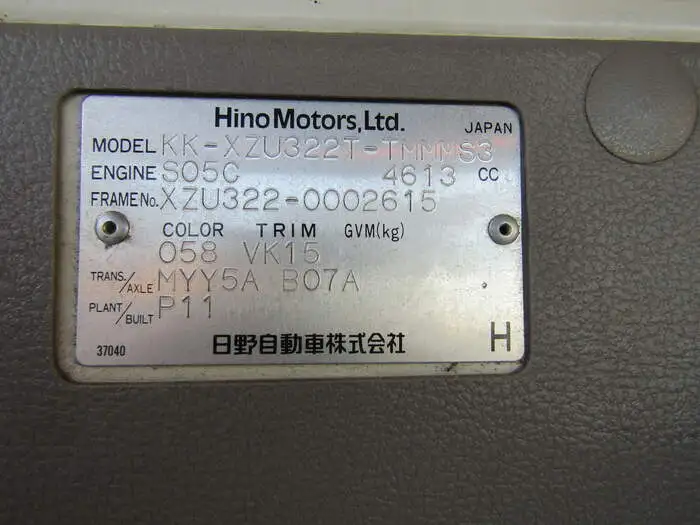 Hino Motors, Ltd.
JAPAN
MODEL KK-XZU322T-TMMMS3
ENGINE S05C 4613 CC
FRAME No. XZU322-0002615
COLOR TRIM GVM(kg)
058 VK15
TRANS./AXLE MYY5A B07A
PLANT/BUILT P11
37040 日野自動車株式会社 H